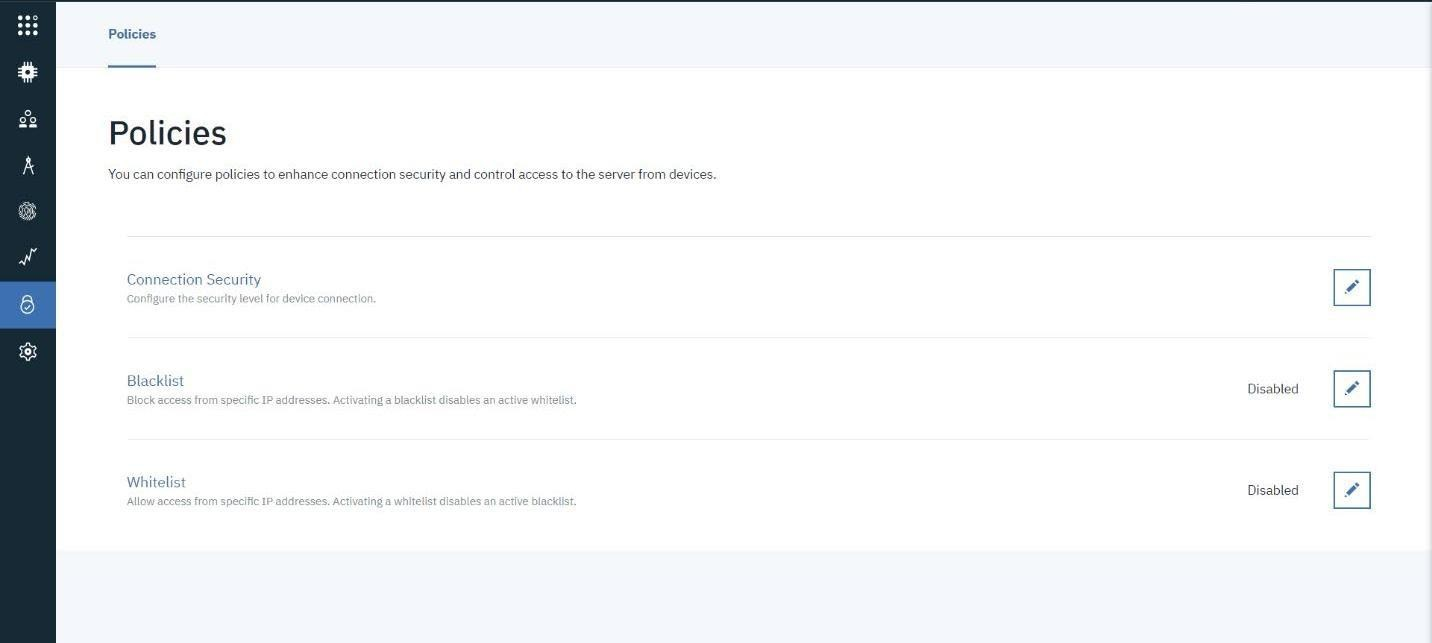 Policies
Policies
You can configure policies to enhance connection security and control access to the server from devices.
Connection Security
Configure the security level for device connection.
Blacklist
Block access from specific IP addresses. Activating a blacklist disables an active whitelist.
Disabled
Whitelist
Allow access from specific IP addresses. Activating a whitelist disables an active blacklist.
Disabled